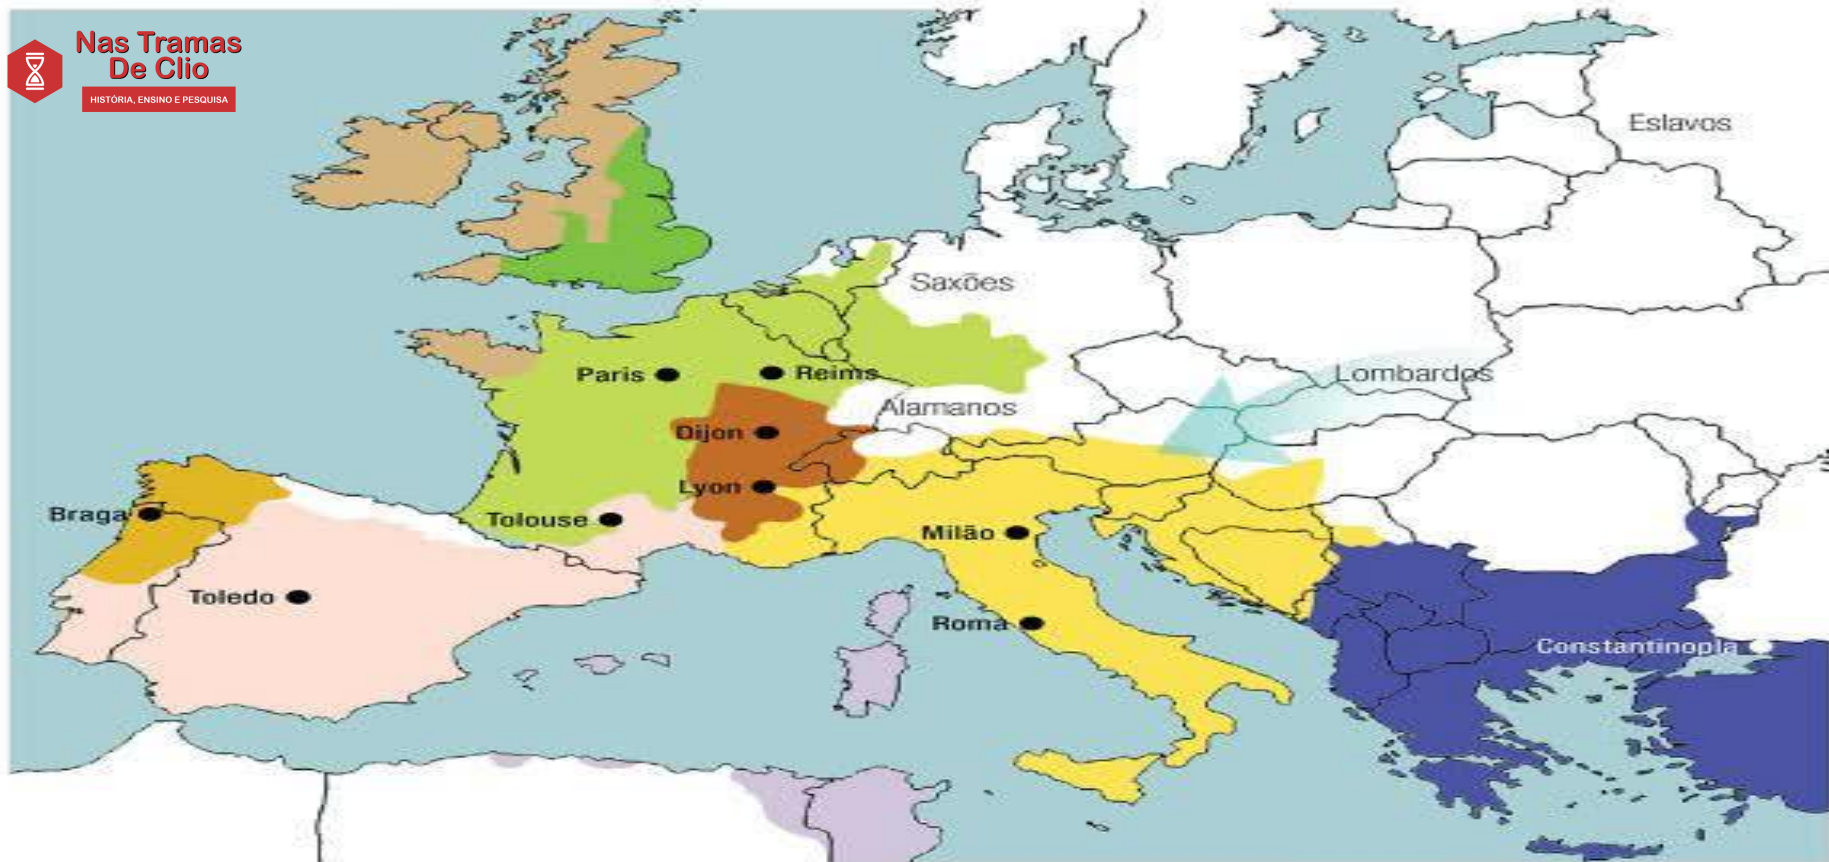 Nas Tramas
De Clio
HISTÓRIA, ENSINO E PESQUISA
Eslavos
Saxões
Lombardos
Paris
Reims
Alamanos
Dijon
Lyon
Braga
Tolouse
Milão
Toledo
Roma
Constantinopla